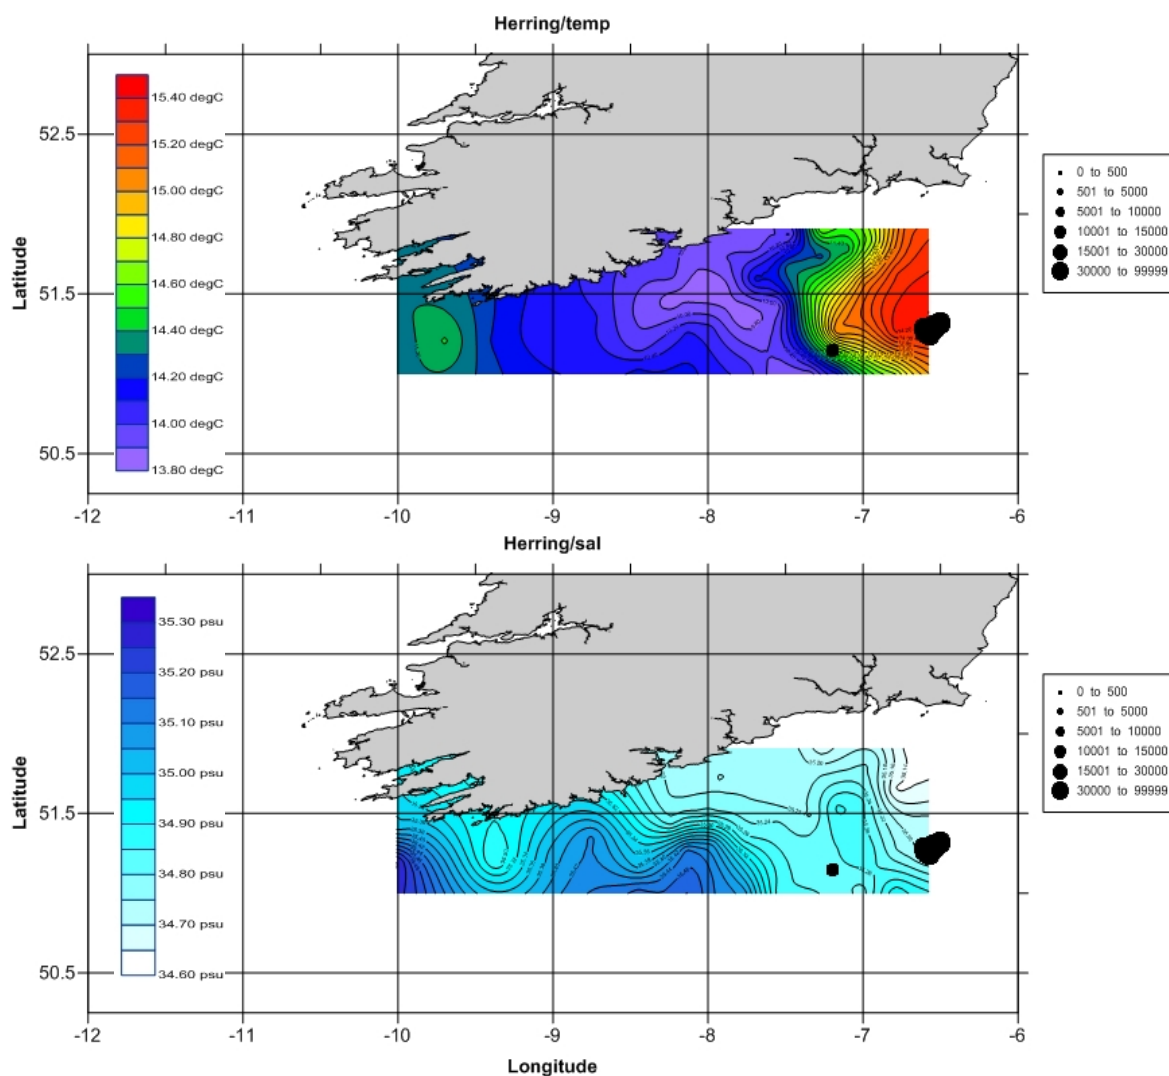 Herring/temp
15.40 degC
15.20 degC
15.00 degC
14.80 degC
14.60 degC
14.40 degC
14.20 degC
14.00 degC
13.80 degC
52.5
51.5
50.5
Latitude
0 to 500
501 to 5000
5001 to 10000
10001 to 15000
15001 to 30000
30000 to 99999
-12 -11 -10 -9 -8 -7 -6
Herring/sal
35.30 psu
35.20 psu
35.10 psu
35.00 psu
34.90 psu
34.80 psu
34.70 psu
34.60 psu
52.5
51.5
50.5
Latitude
0 to 500
501 to 5000
5001 to 10000
10001 to 15000
15001 to 30000
30000 to 99999
-12 -11 -10 -9 -8 -7 -6
Longitude